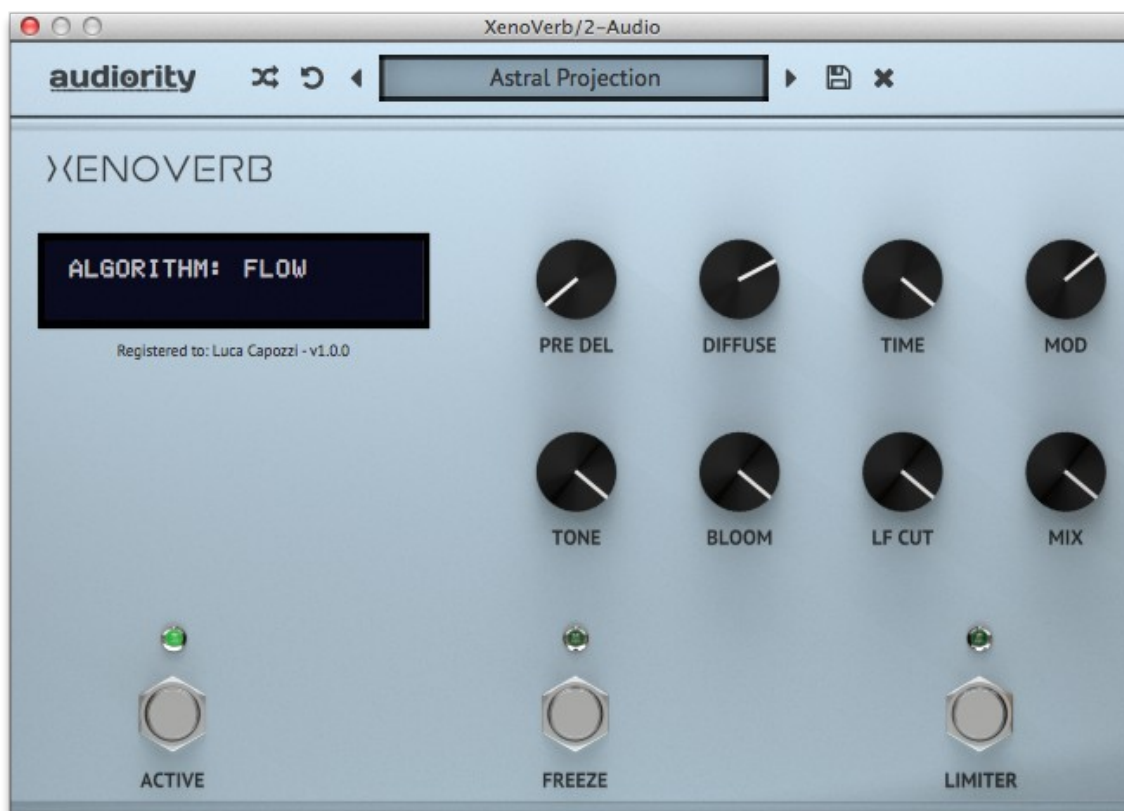 XenoVerb/2-Audio
audiority
Astral Projection
XENOVERB
ALGORITHM: FLOW
Registered to: Luca Capozzi - v1.0.0
PRE DEL DIFFUSE TIME MOD
TONE BLOOM LF CUT MIX
ACTIVE FREEZE LIMITER